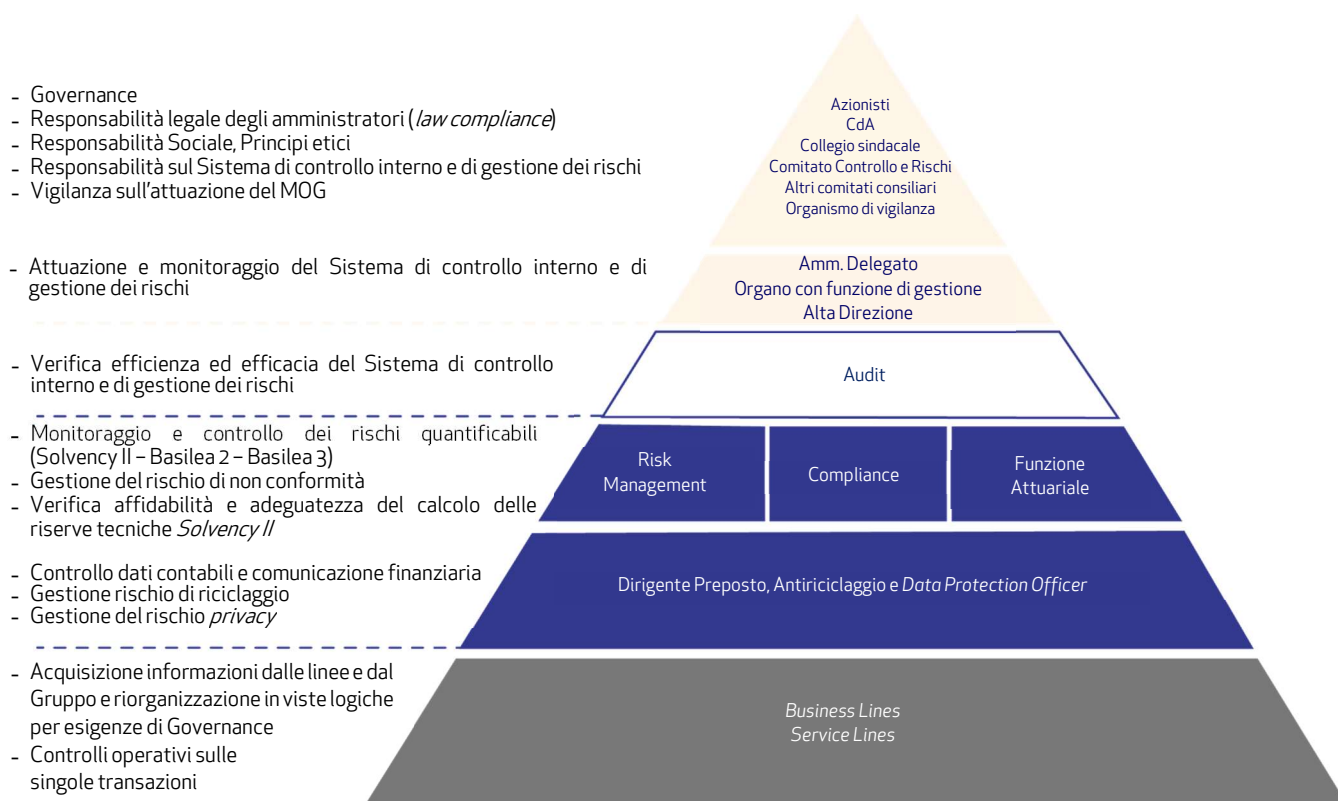 - Governance
- Responsabilità legale degli amministratori (law compliance)
- Responsabilità Sociale, Principi etici
- Responsabilità sul Sistema di controllo interno e di gestione dei rischi
- Vigilanza sull'attuazione del MOG
Azionisti
CdA
Collegio sindacale
Comitato Controllo e Rischi
Altri comitati consiliari
Organismo di vigilanza
- Attuazione e monitoraggio del Sistema di controllo interno e di
gestione dei rischi
Amm. Delegato
Organo con funzione di gestione
Alta Direzione
- Verifica efficienza ed efficacia del Sistema di controllo
interno e di gestione dei rischi
Audit
- Monitoraggio e controllo dei rischi quantificabili
(Solvency II – Basilea 2 – Basilea 3)
- Gestione del rischio di non conformità
- Verifica affidabilità e adeguatezza del calcolo delle
riserve tecniche Solvency II
Risk
Management
Compliance
Funzione
Attuariale
- Controllo dati contabili e comunicazione finanziaria
- Gestione rischio di riciclaggio
- Gestione del rischio privacy
Dirigente Preposto, Antiriciclaggio e Data Protection Officer
- Acquisizione informazioni dalle linee e dal
Gruppo e riorganizzazione in viste logiche
per esigenze di Governance
- Controlli operativi sulle
singole transazioni
Business Lines
Service Lines